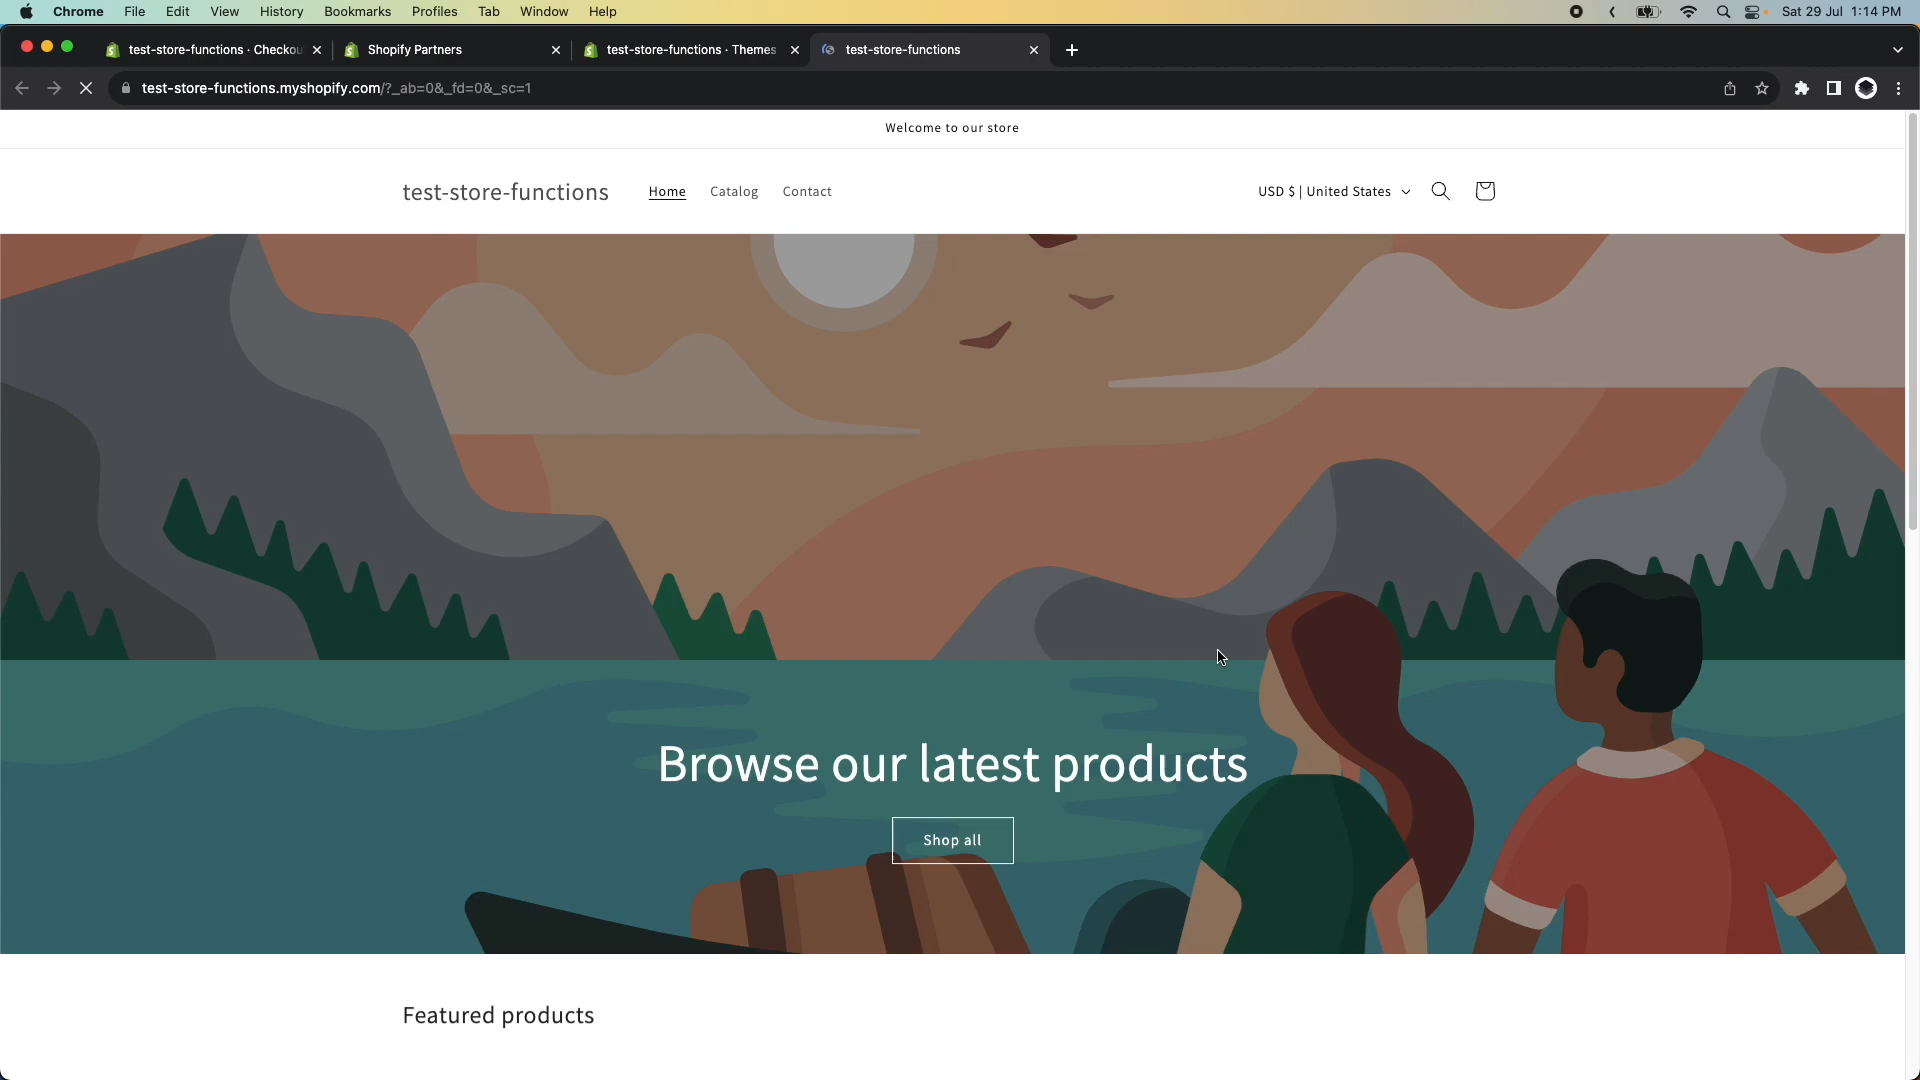 Chrome File Edit View History Bookmarks Profiles Tab Window Help Sat 29 Jul 1:14 PM
test-store-functions · Checkou Shopify Partners test-store-functions · Themes test-store-functions
test-store-functions.myshopify.com/?_ab=0&_fd=0&_sc=1
Welcome to our store
test-store-functions Home Catalog Contact USD $ | United States
Browse our latest products
Shop all
Featured products